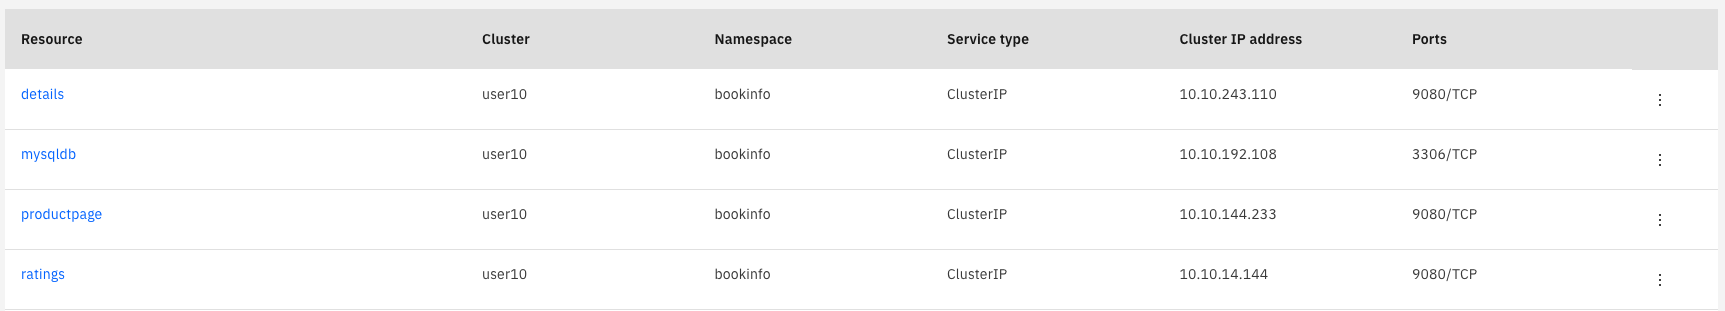 Resource Cluster Namespace Service type Cluster IP address Ports
details user10 bookinfo ClusterIP 10.10.243.110 9080/TCP
mysqldb user10 bookinfo ClusterIP 10.10.192.108 3306/TCP
productpage user10 bookinfo ClusterIP 10.10.144.233 9080/TCP
ratings user10 bookinfo ClusterIP 10.10.14.144 9080/TCP